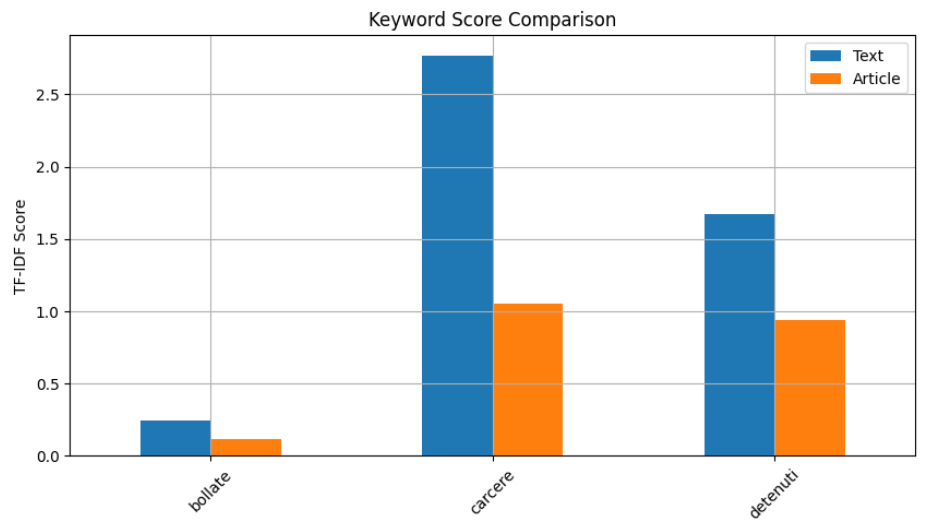 Keyword Score Comparison
Text
Article
TF-IDF Score
2.5
2.0
1.5
1.0
0.5
0.0
bollate
carcere
detenuti